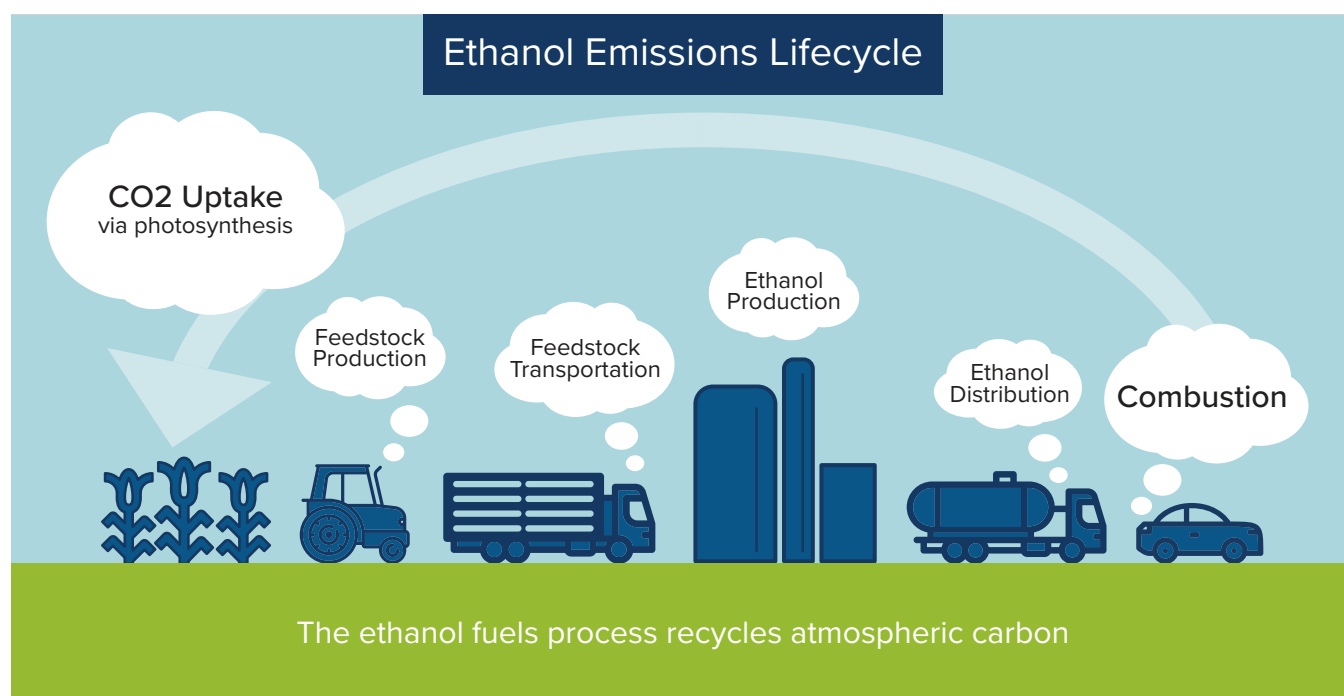 Ethanol Emissions Lifecycle
CO2 Uptake
via photosynthesis
Feedstock
Production
Feedstock
Transportation
Ethanol
Production
Ethanol
Distribution
Combustion
The ethanol fuels process recycles atmospheric carbon